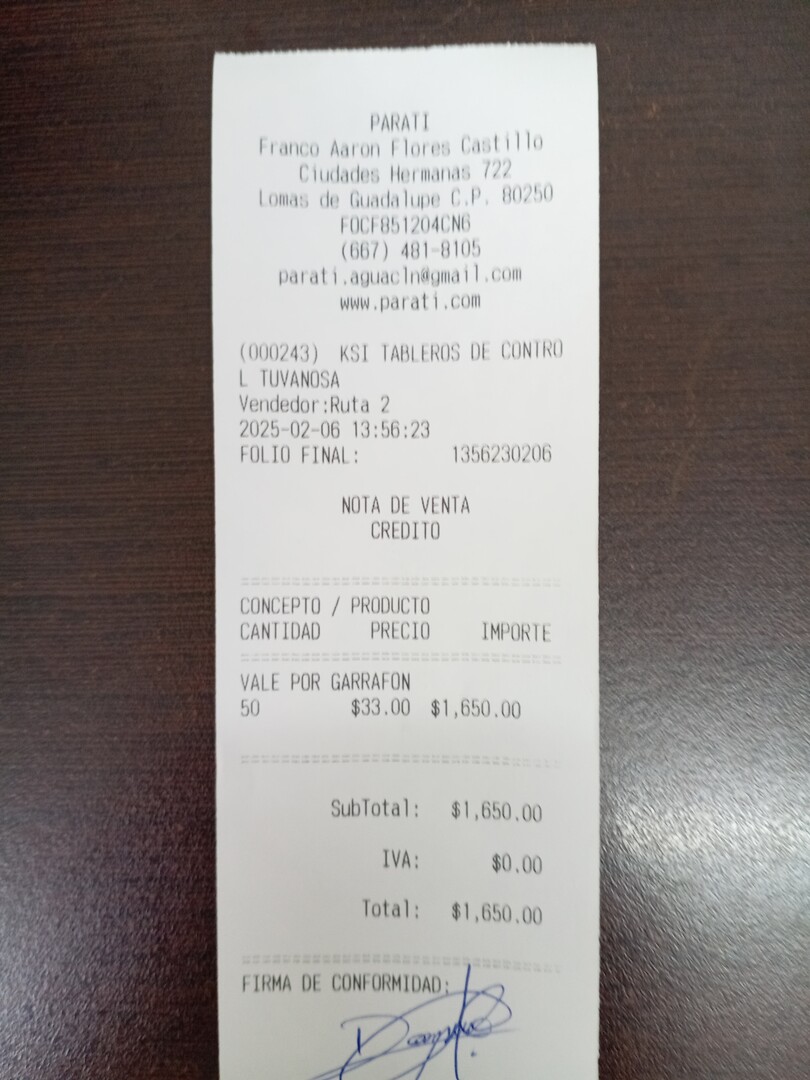 PARATI
Franco Aaron Flores Castillo
Ciudades Hermanas 722
Lomas de Guadalupe C.P. 80250
FOCF851204CN6
(667) 481-8105
parati.aguacln@gmail.com
www.parati.com
(000243) KSI TABLEROS DE CONTRO
L TUVANOSA
Vendedor:Ruta 2
2025-02-06 13:56:23
FOLIO FINAL: 1356230206
NOTA DE VENTA
CREDITO
CONCEPTO / PRODUCTO
CANTIDAD PRECIO IMPORTE
VALE POR GARRAFON
50 $33.00 $1,650.00
SubTotal: $1,650.00
IVA: $0.00
Total: $1,650.00
FIRMA DE CONFORMIDAD: